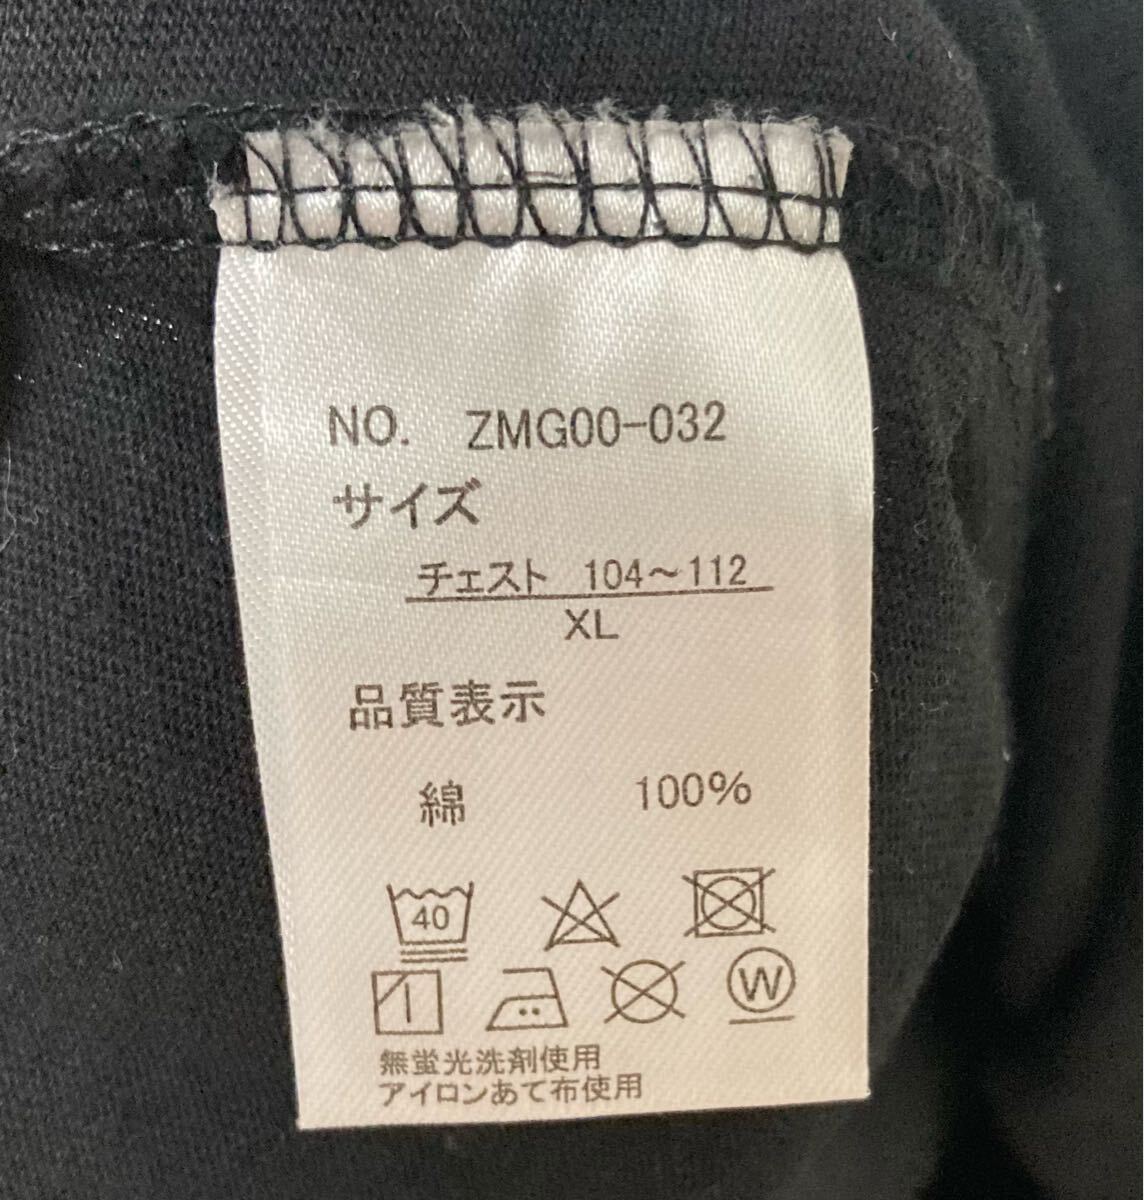 NO. ZMG00-032
サイズ
チェスト 104～112
XL
品質表示
綿 100%
40
W
無蛍光洗剤使用
アイロンあて布使用